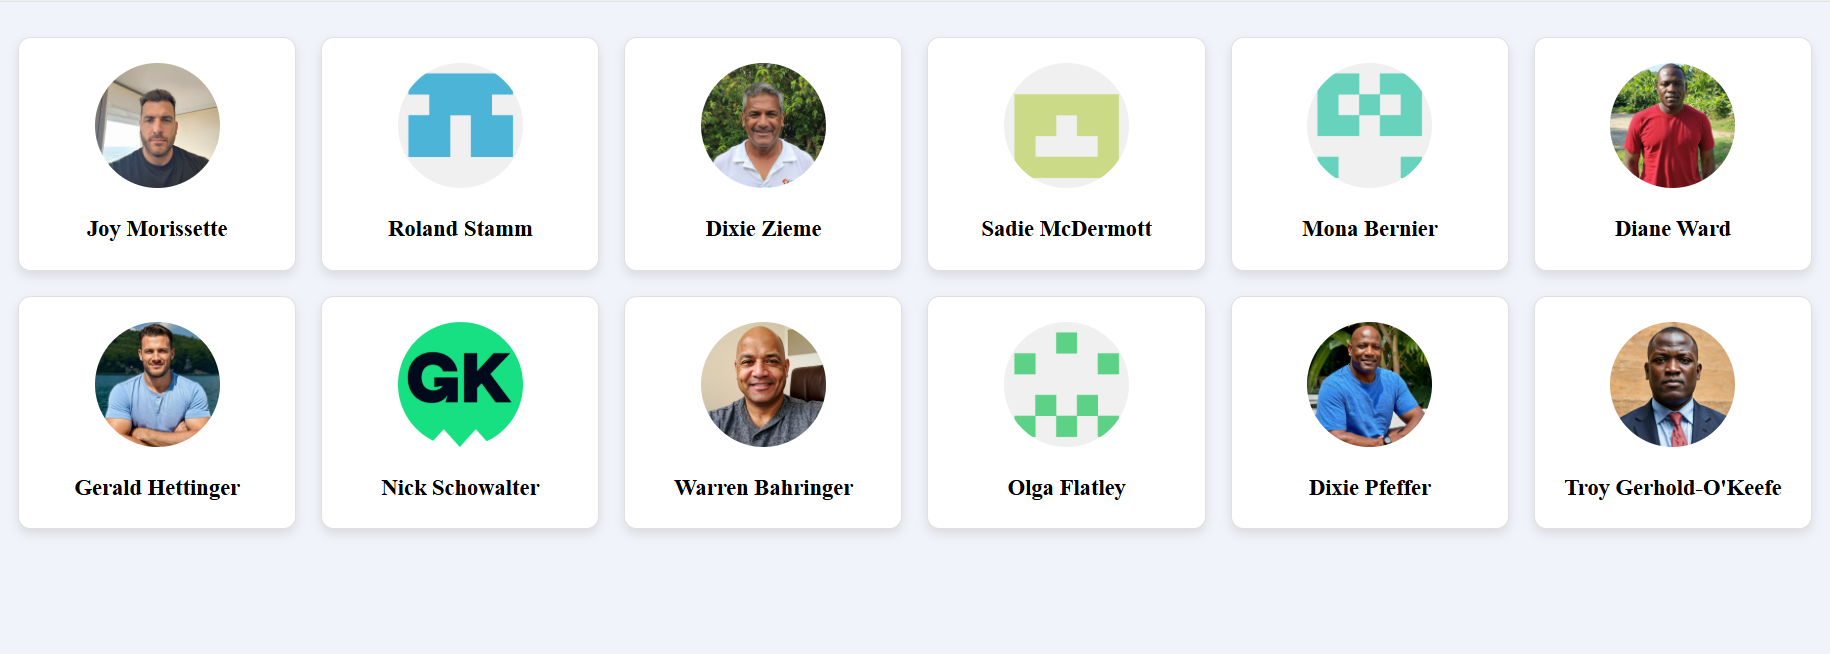 Joy Morissette
Roland Stamm
Dixie Zieme
Sadie McDermott
Mona Bernier
Diane Ward
GK
Gerald Hettinger
Nick Schowalter
Warren Bahringer
Olga Flatley
Dixie Pfeffer
Troy Gerhold-O'Keefe